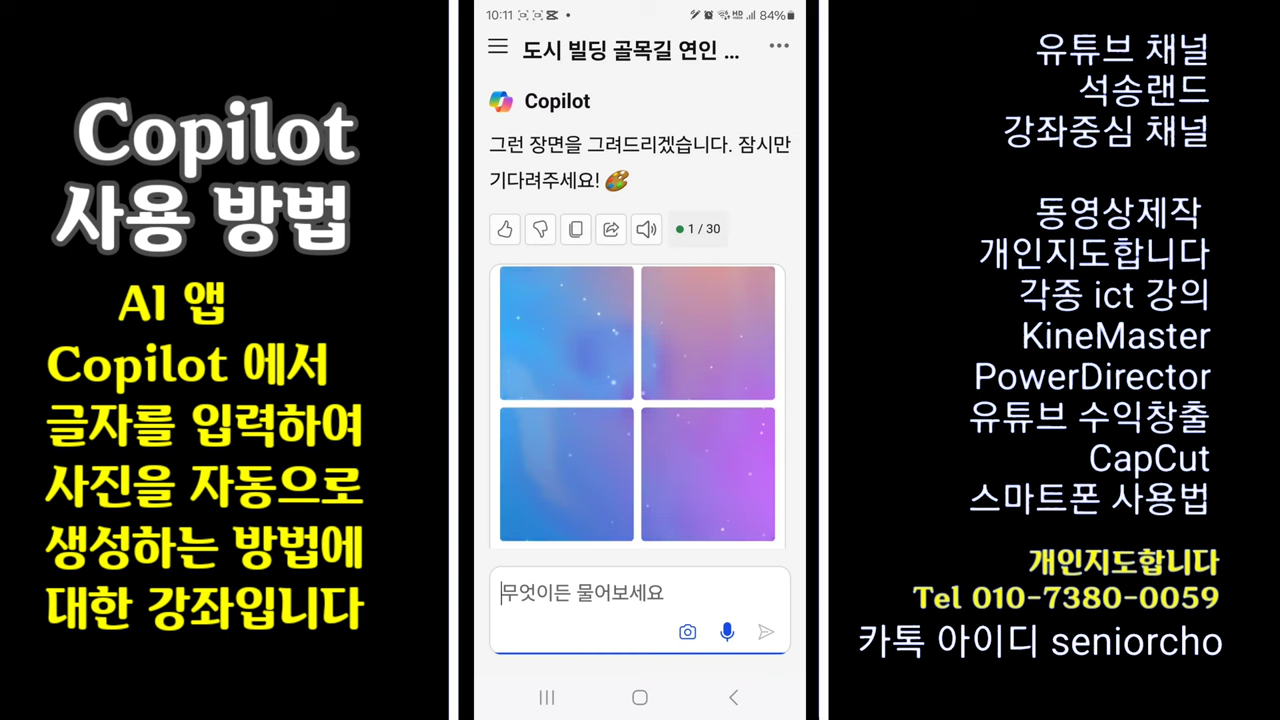 Copilot
사용 방법
AI 앱
Copilot 에서
글자를 입력하여
사진을 자동으로
생성하는 방법에
대한 강좌입니다
10:11
84%
도시 빌딩 골목길 연인 ...
Copilot
그런 장면을 그려드리겠습니다. 잠시만
기다려주세요!
1 / 30
무엇이든 물어보세요
유튜브 채널
석송랜드
강좌중심 채널
동영상제작
개인지도합니다
각종 ict 강의
KineMaster
PowerDirector
유튜브 수익창출
CapCut
스마트폰 사용법
개인지도합니다
Tel 010-7380-0059
카톡 아이디 seniorcho